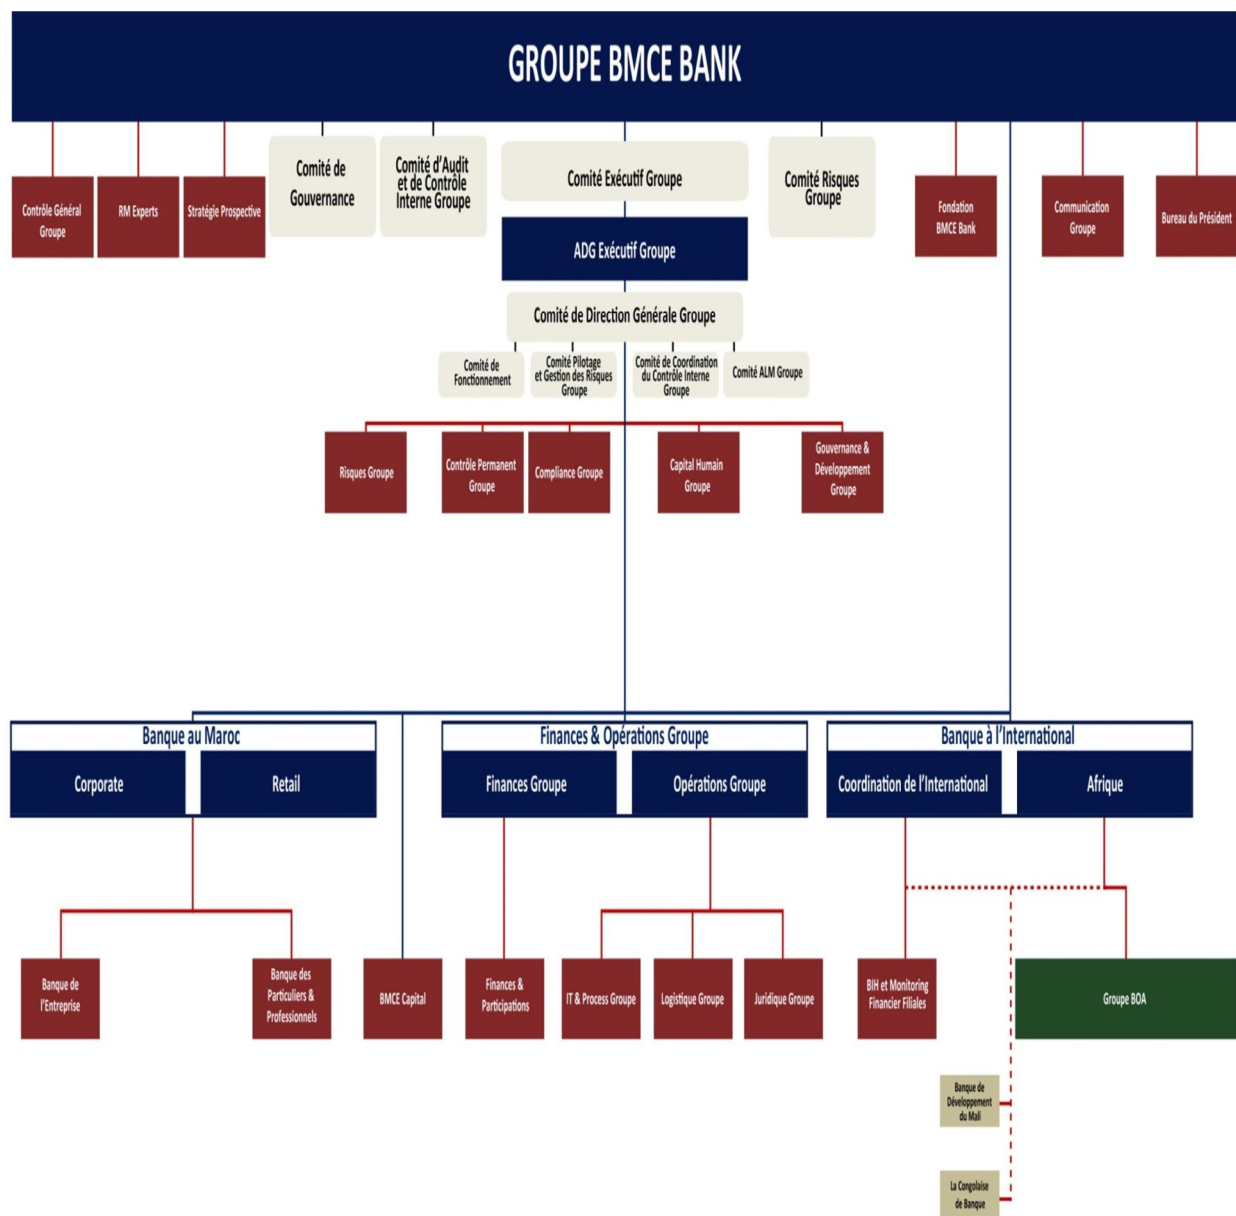 GROUPE BMCE BANK
Contrôle Général
Groupe
RM Experts
Stratégie Prospective
Comité de
Gouvernance
Comité d’Audit
et de Contrôle
Interne Groupe
Comité Exécutif Groupe
Comité Risques
Groupe
Fondation
BMCE Bank
Communication
Groupe
Bureau du Président
ADG Exécutif Groupe
Comité de Direction Générale Groupe
Comité de
Fonctionnement
Comité Pilotage
et Gestion des Risques
Groupe
Comité de Coordination
du Contrôle Interne
Groupe
Comité ALM Groupe
Risques Groupe
Contrôle Permanent
Groupe
Compliance Groupe
Capital Humain
Groupe
Gouvernance &
Développement
Groupe
Banque au Maroc
Corporate
Retail
Finances & Opérations Groupe
Finances Groupe
Opérations Groupe
Banque à l’International
Coordination de l’International
Afrique
Banque de
l’Entreprise
Banque des
Particuliers &
Professionnels
BMCE Capital
Finances &
Participations
IT & Process Groupe
Logistique Groupe
Juridique Groupe
BIH et Monitoring
Financier Filiales
Groupe BOA
Banque de
Développement
du Mali
La Congolaise
de Banque